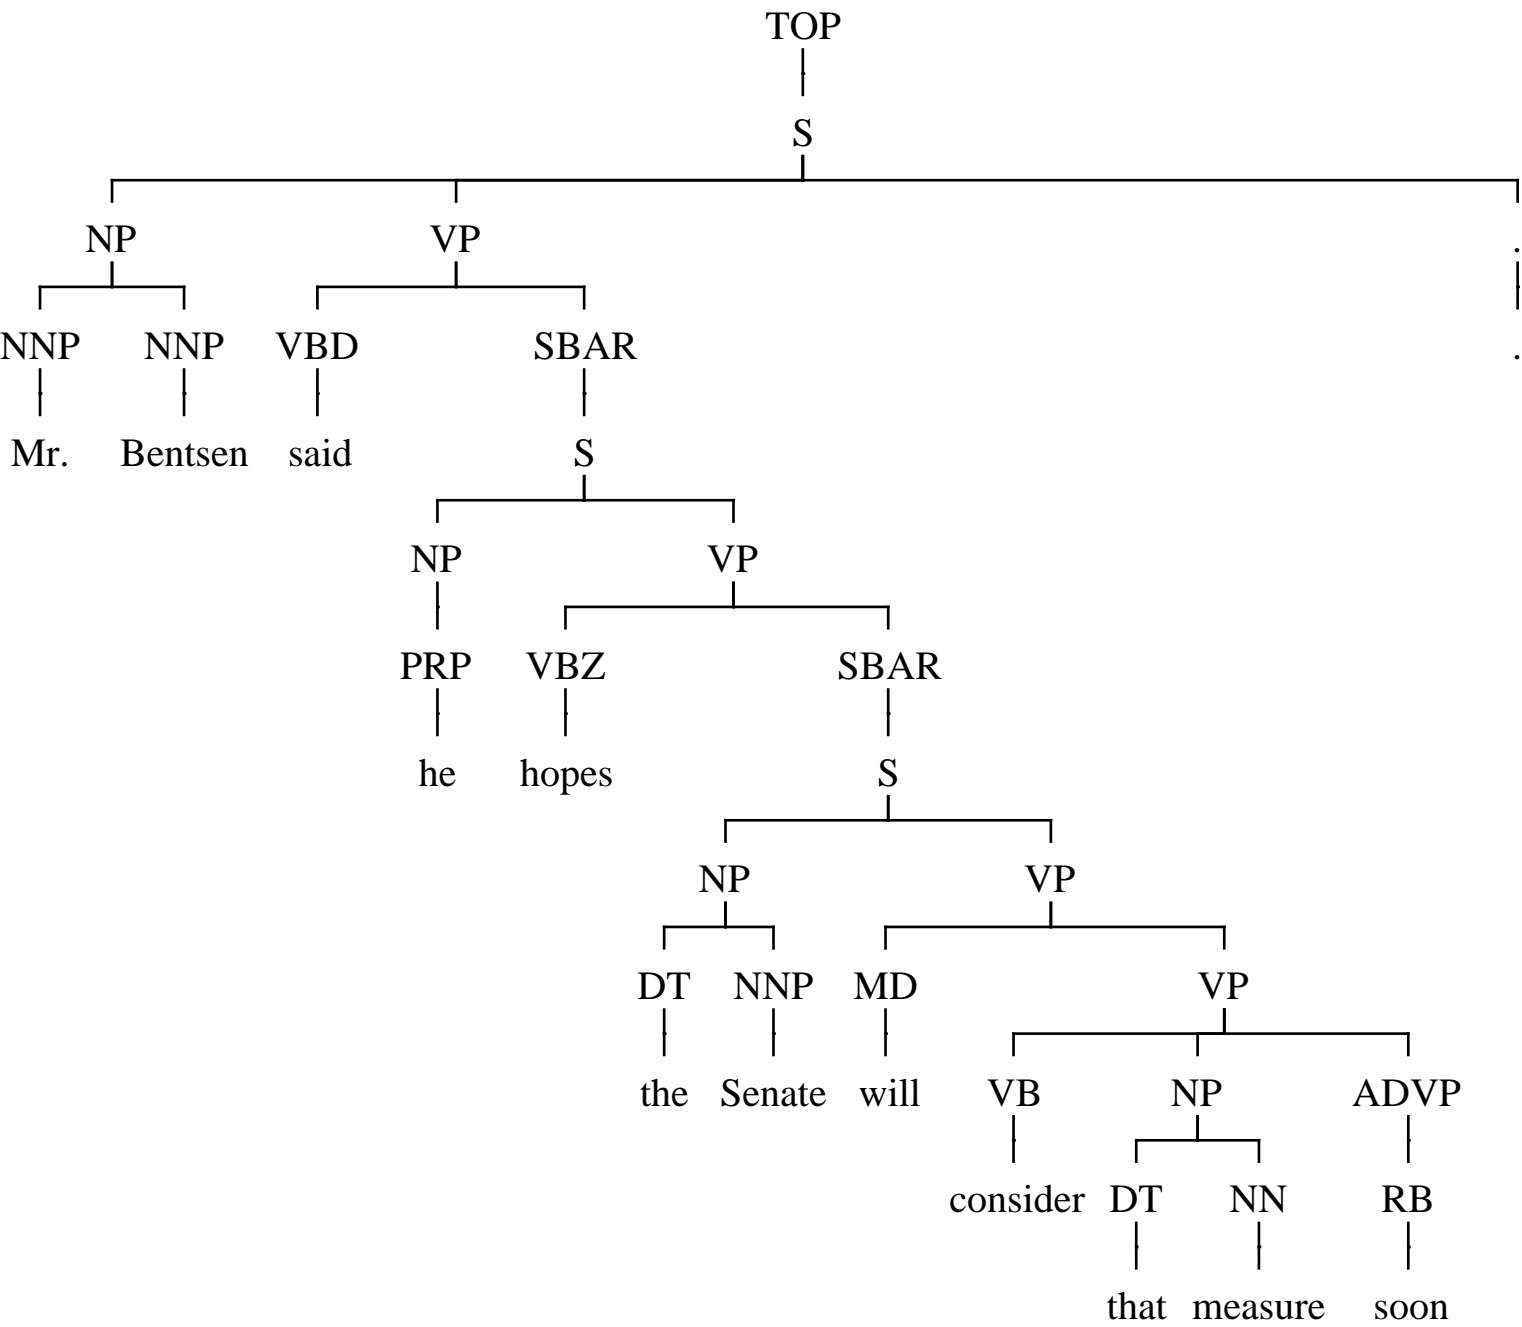 TOP
S
NP VP .
NNP NNP VBD SBAR .
Mr. Bentsen said S
NP VP
PRP VBZ SBAR
he hopes S
NP VP
DT NNP MD VP
the Senate will VB NP ADVP
consider DT NN RB
that measure soon